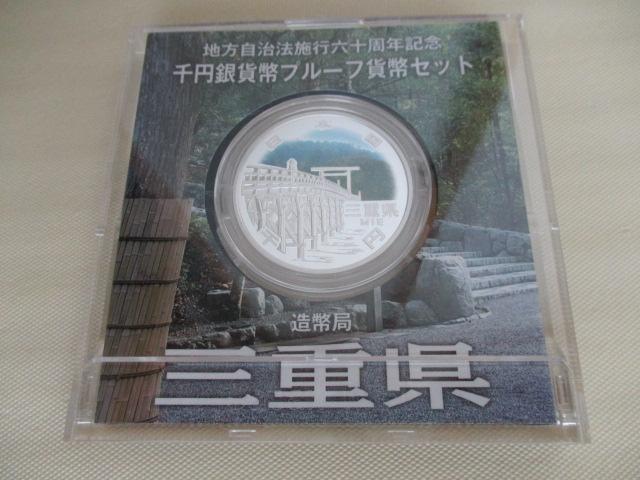 地方自治法施行六十周年記念
千円銀貨幣プルーフ貨幣セット
日本国
三重県
MIE
千円
造幣局
三重県